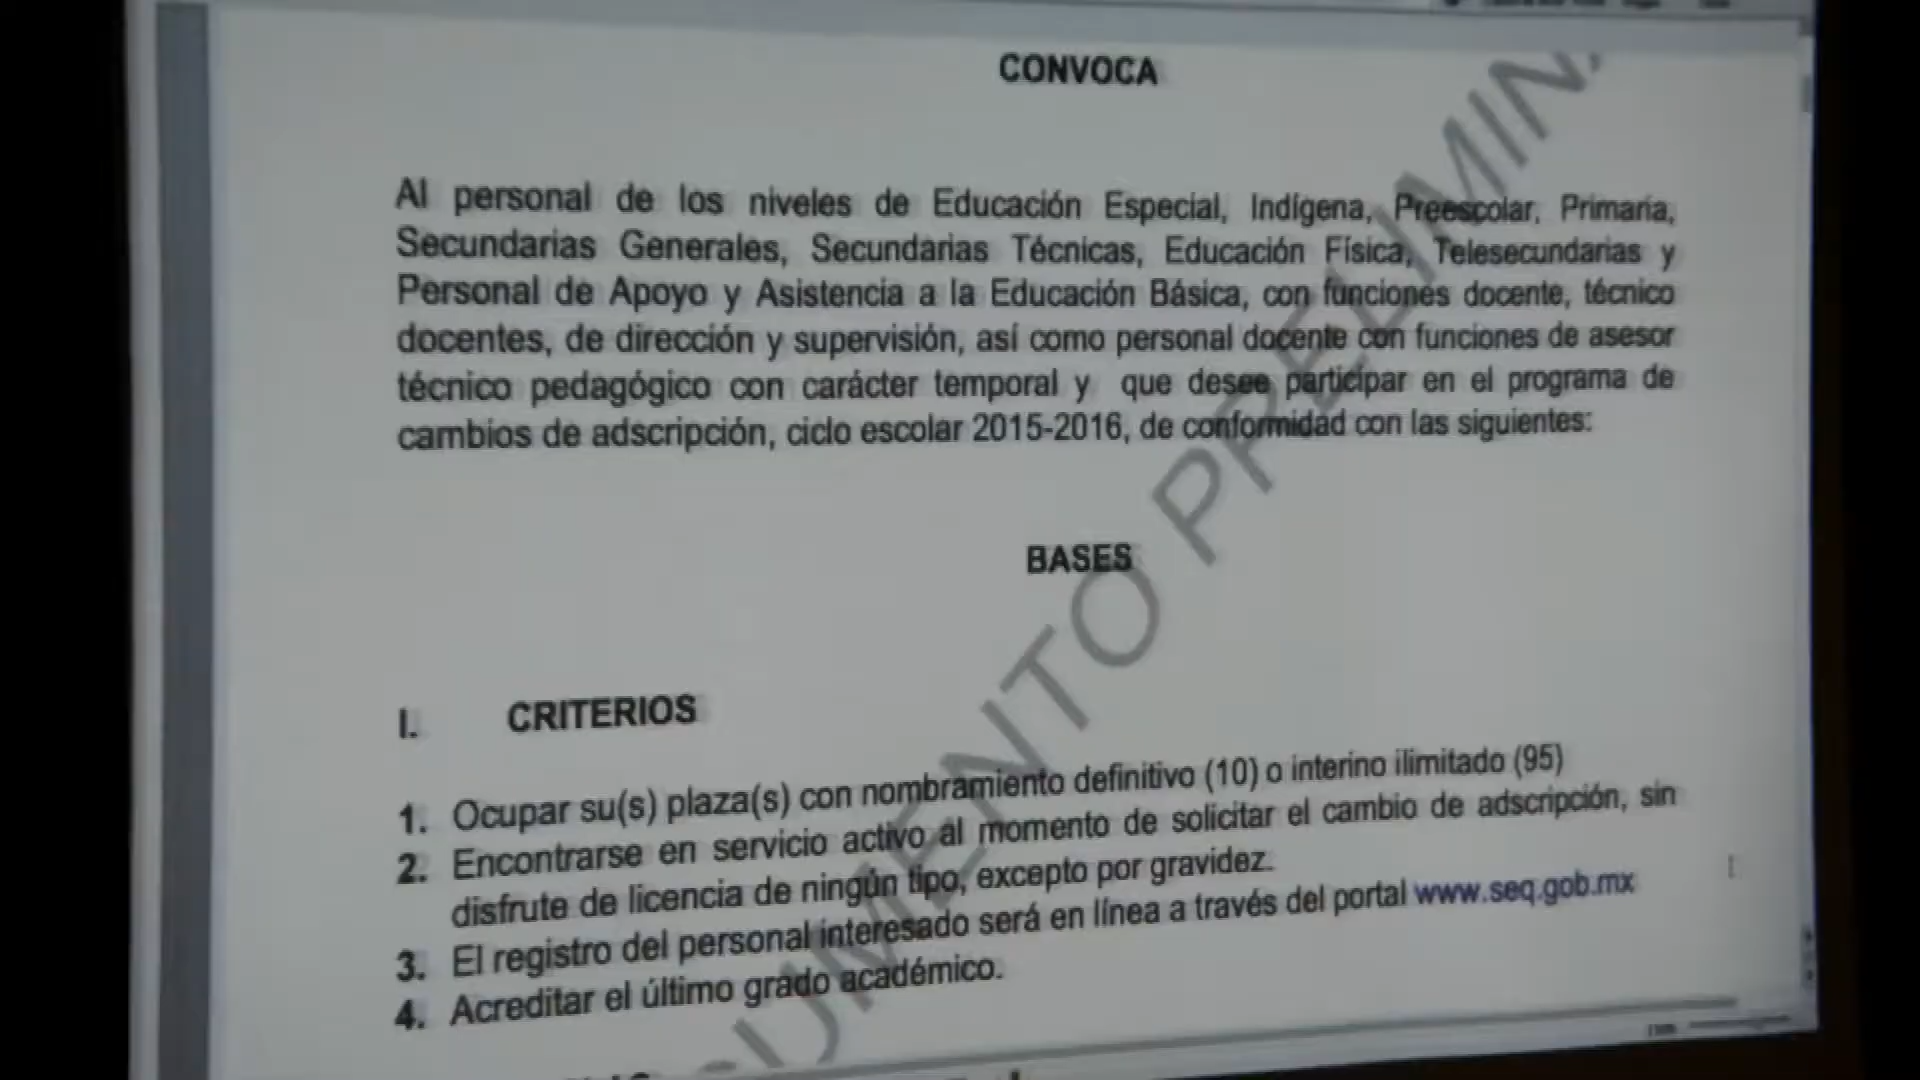 CONVOCA
Al personal de los niveles de Educación Especial, Indígena, Preescolar, Primaria,
Secundarias Generales, Secundarias Técnicas, Educación Física, Telesecundarias y
Personal de Apoyo y Asistencia a la Educación Básica, con funciones docente, técnico
docentes, de dirección y supervisión, así como personal docente con funciones de asesor
técnico pedagógico con carácter temporal y que desee participar en el programa de
cambios de adscripción, ciclo escolar 2015-2016, de conformidad con las siguientes:
BASES
I. CRITERIOS
1. Ocupar su(s) plaza(s) con nombramiento definitivo (10) o interino ilimitado (95)
2. Encontrarse en servicio activo al momento de solicitar el cambio de adscripción, sin
disfrute de licencia de ningún tipo, excepto por gravidez.
3. El registro del personal interesado será en línea a través del portal www.seq.gob.mx
4. Acreditar el último grado académico.
UMENTO PRELIMIN